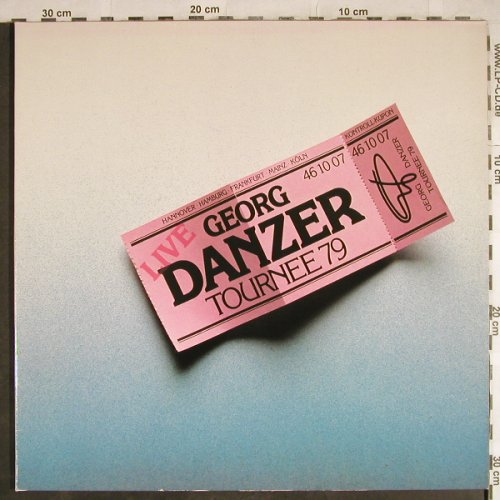 30 cm
20 cm
10 cm
HANNOVER HAMBURG FRANKFURT MAINZ KÖLN
46 10 07
LIVE
GEORG
DANZER
TOURNEE 79
KONTROLLKUPON
46 10 07
GEORG DANZER
TOURNEE 79
www.LP-CD.de
10 cm
20 cm
30 cm